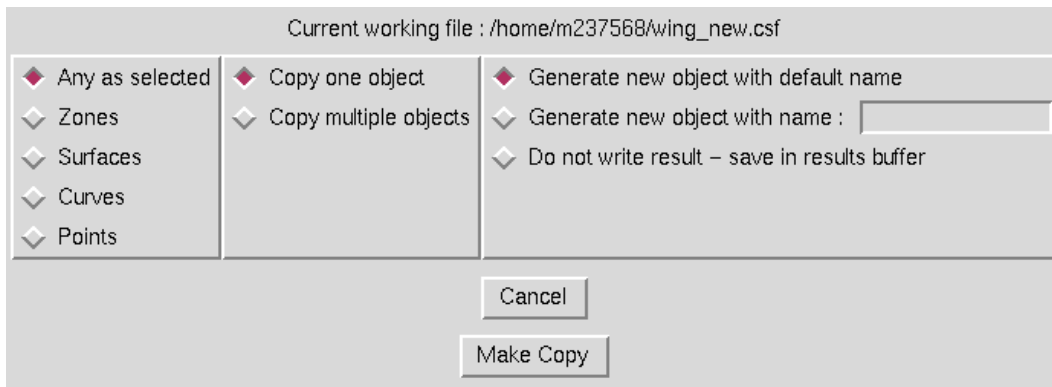 Current working file : /home/m237568/wing_new.csf
Any as selected
Zones
Surfaces
Curves
Points
Copy one object
Copy multiple objects
Generate new object with default name
Generate new object with name :
Do not write result – save in results buffer
Cancel
Make Copy